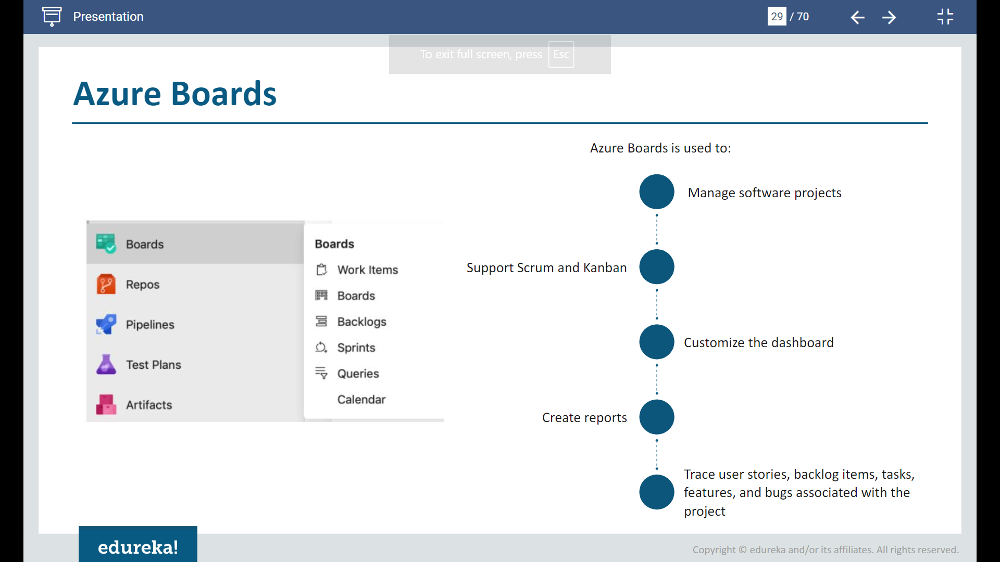 Presentation
29 / 70
To exit full screen, press Esc
Azure Boards
Azure Boards is used to:
Manage software projects
Support Scrum and Kanban
Customize the dashboard
Create reports
Trace user stories, backlog items, tasks,
features, and bugs associated with the
project
Boards
Repos
Pipelines
Test Plans
Artifacts
Boards
Work Items
Boards
Backlogs
Sprints
Queries
Calendar
edureka!
Copyright © edureka and/or its affiliates. All rights reserved.